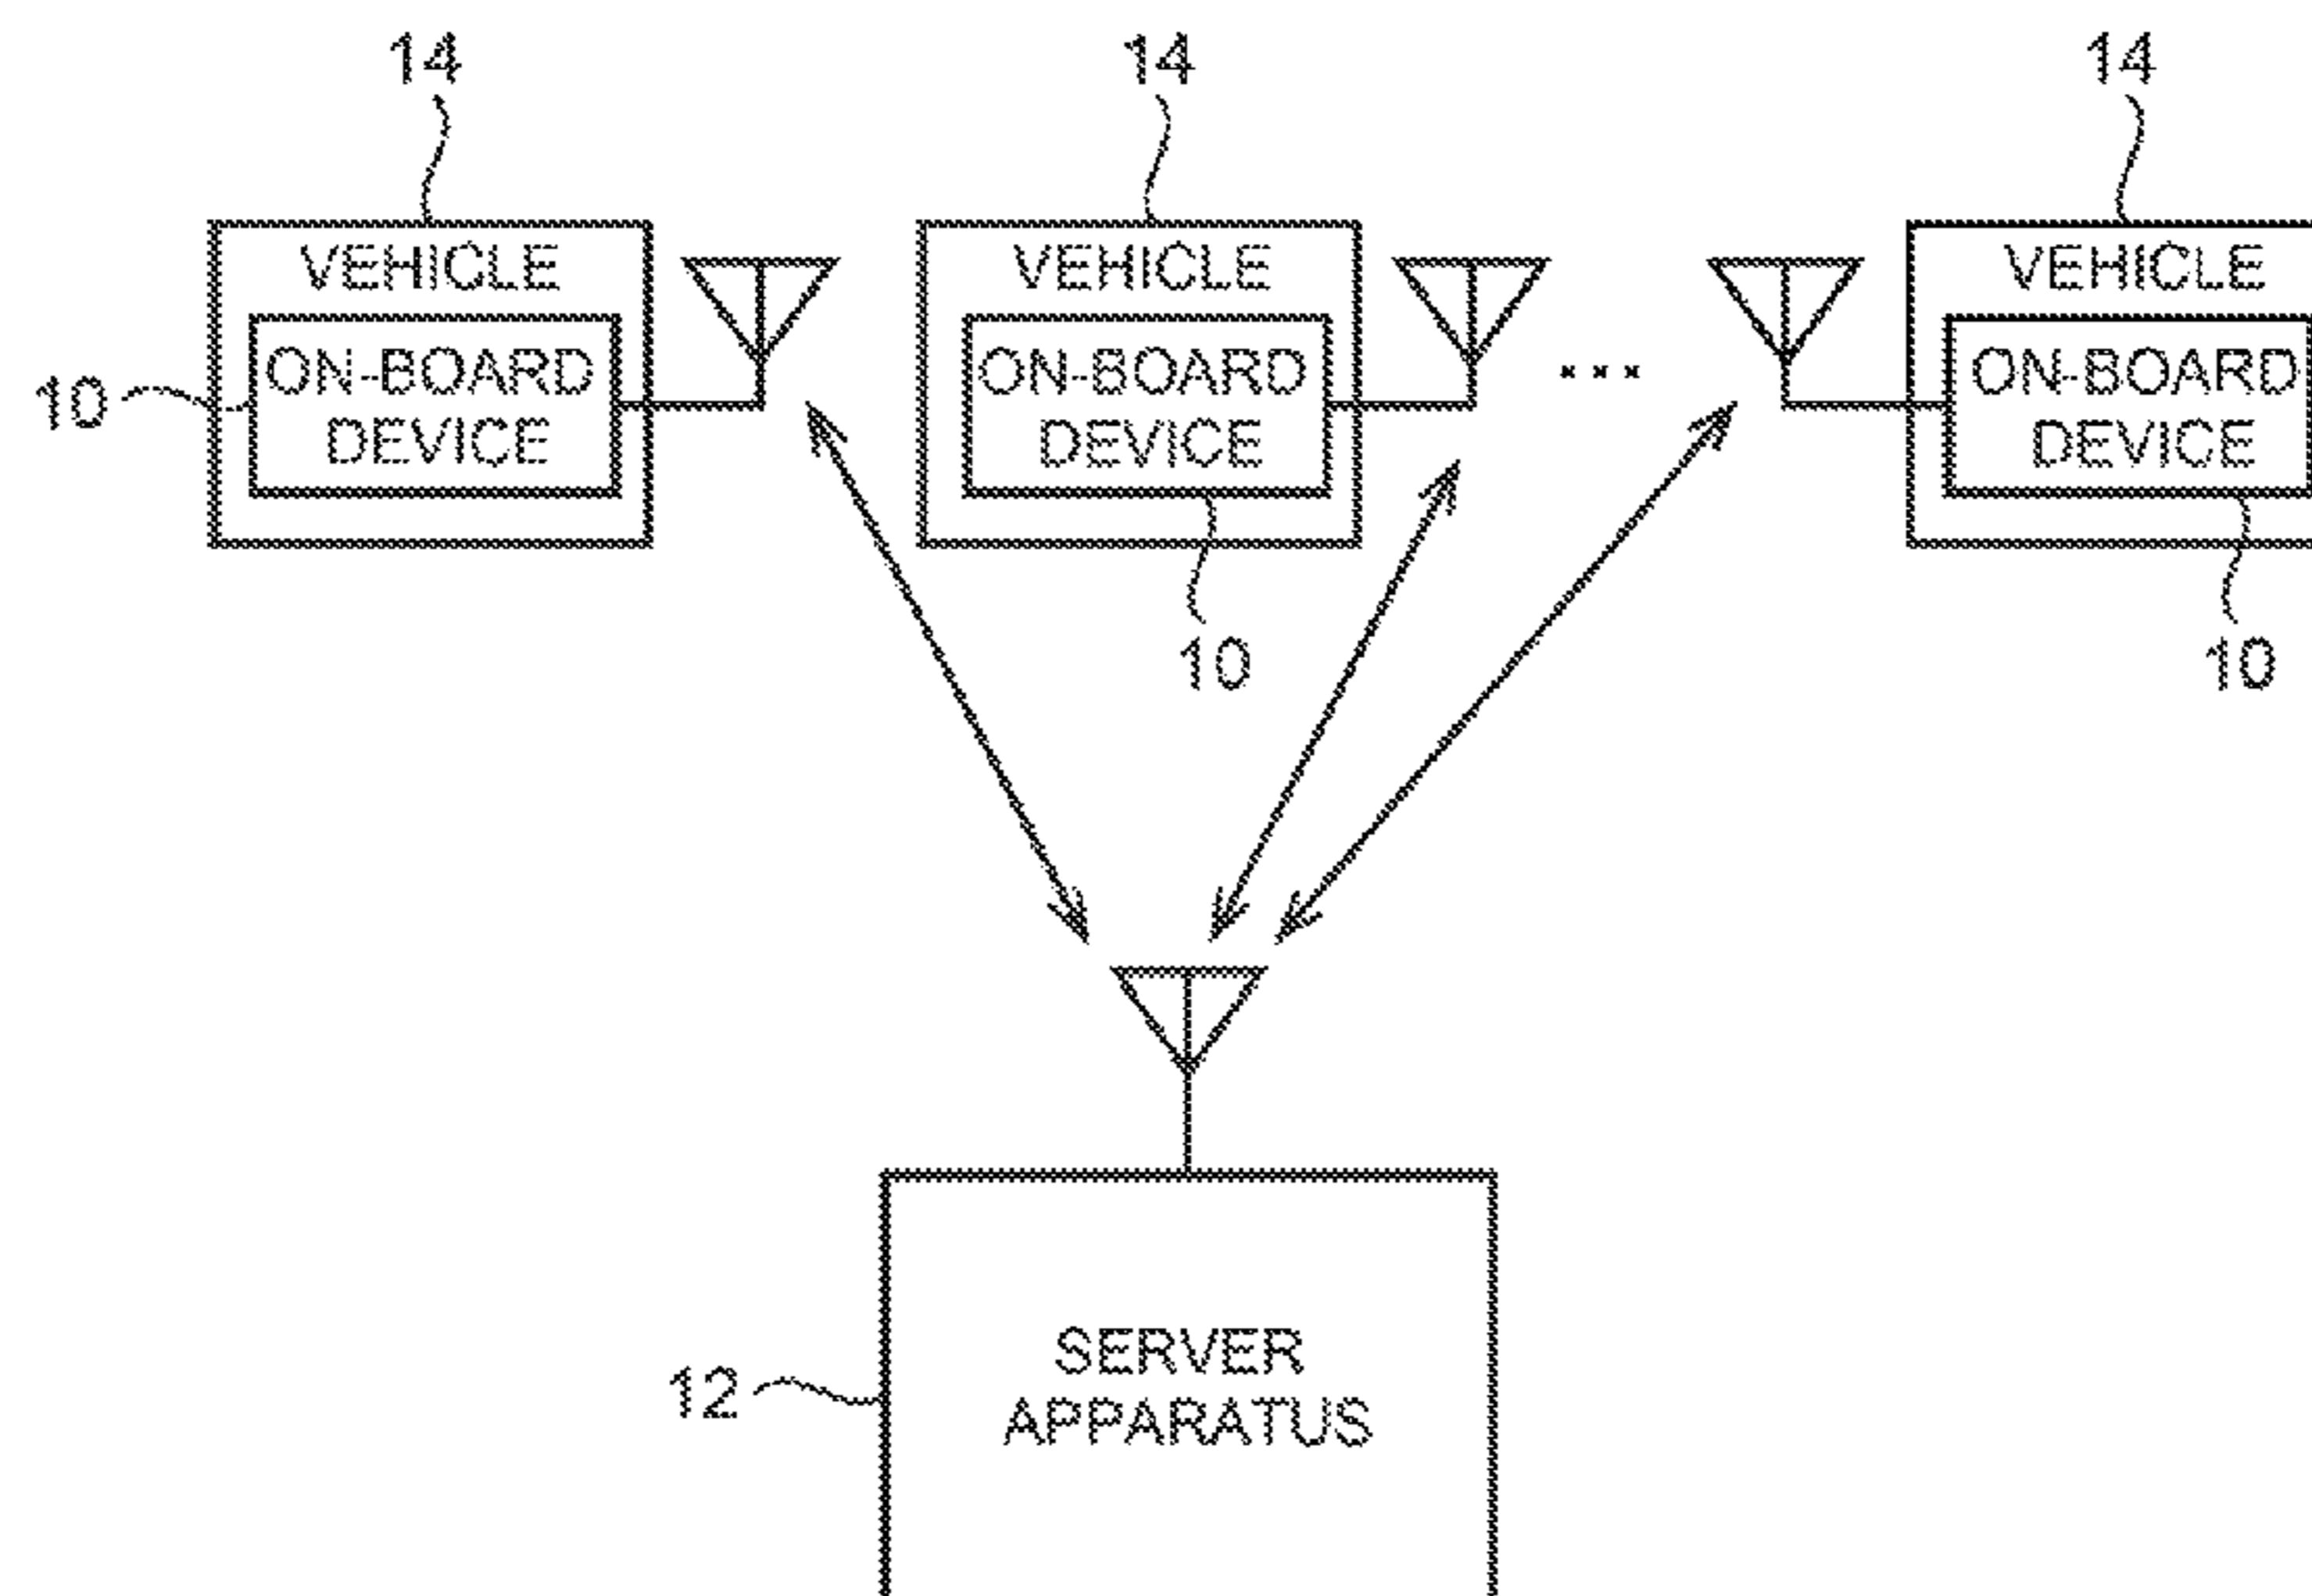 14
14
14
VEHICLE
VEHICLE
VEHICLE
10
ON-BOARD
DEVICE
ON-BOARD
DEVICE
...
ON-BOARD
DEVICE
10
10
12
SERVER
APPARATUS